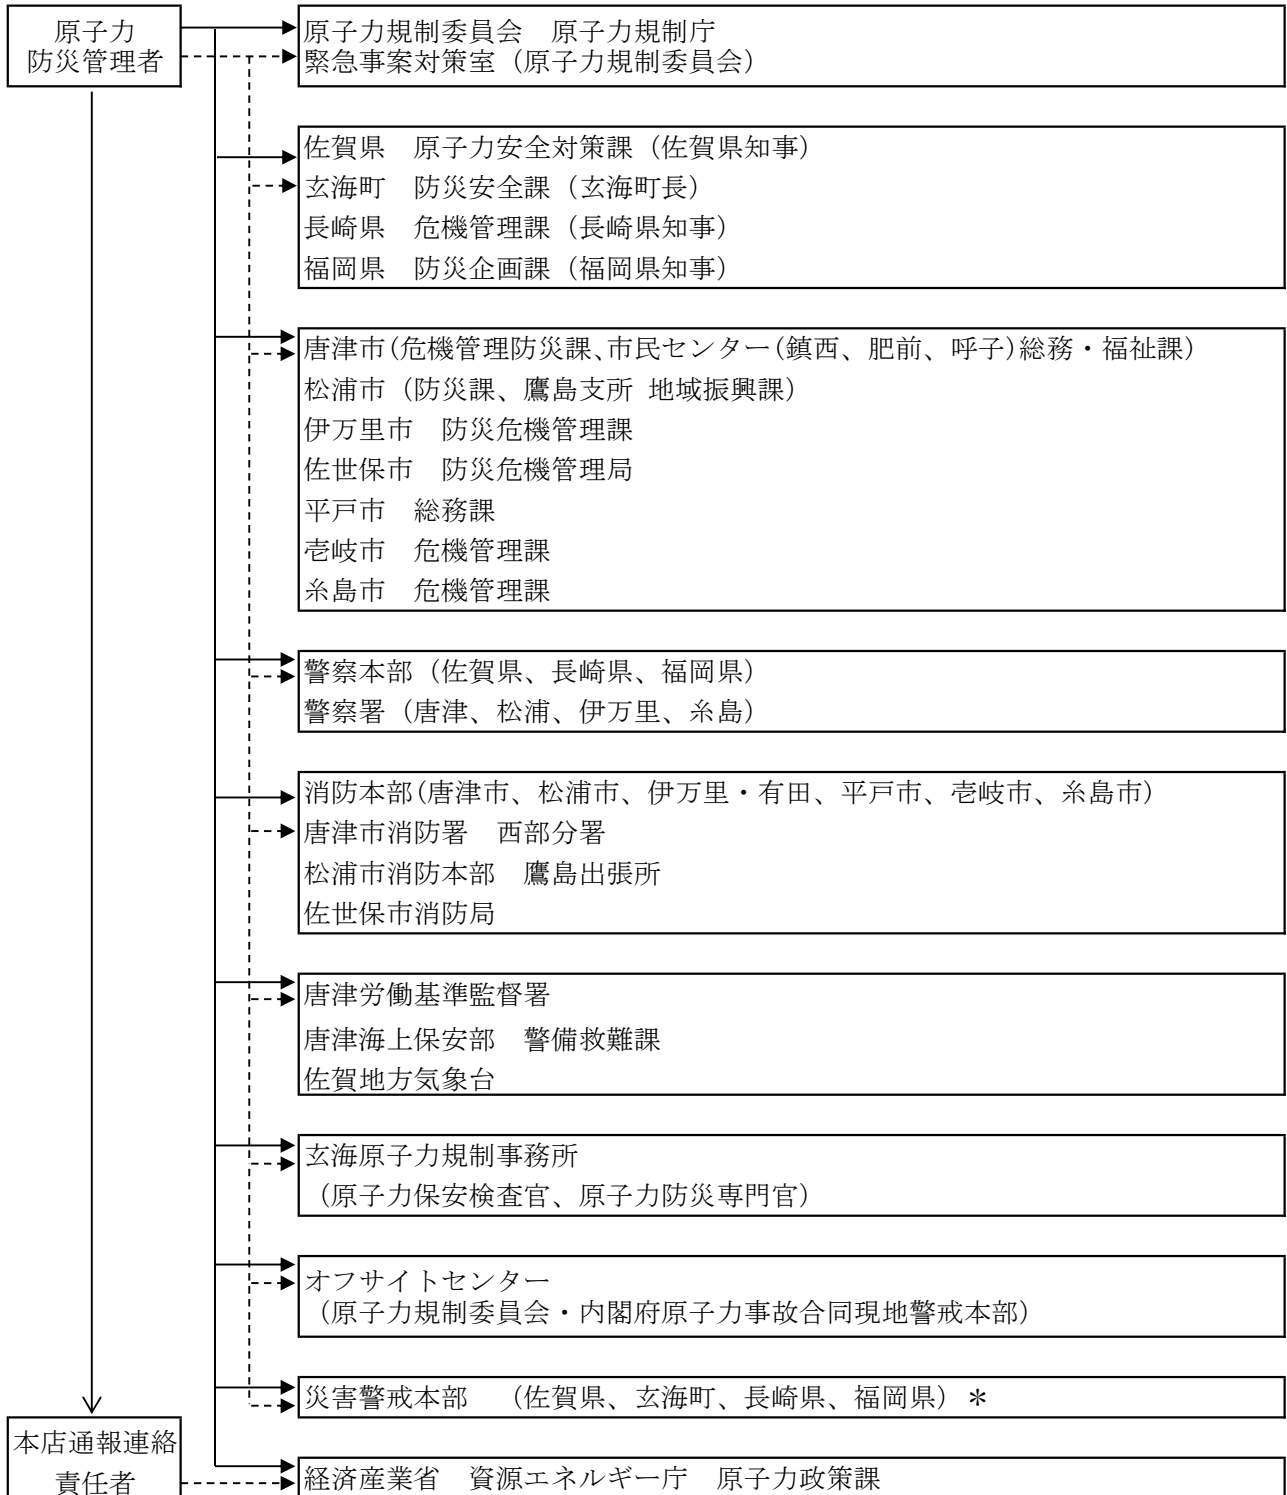 原子力
防災管理者
原子力規制委員会　原子力規制庁
緊急事案対策室（原子力規制委員会）
佐賀県　原子力安全対策課（佐賀県知事）
玄海町　防災安全課（玄海町長）
長崎県　危機管理課（長崎県知事）
福岡県　防災企画課（福岡県知事）
唐津市(危機管理防災課、市民センター(鎮西、肥前、呼子)総務・福祉課）
松浦市（防災課、鷹島支所 地域振興課）
伊万里市　防災危機管理課
佐世保市　防災危機管理局
平戸市　総務課
壱岐市　危機管理課
糸島市　危機管理課
警察本部（佐賀県、長崎県、福岡県）
警察署（唐津、松浦、伊万里、糸島）
消防本部(唐津市、松浦市、伊万里・有田、平戸市、壱岐市、糸島市）
唐津市消防署　西部分署
松浦市消防本部　鷹島出張所
佐世保市消防局
唐津労働基準監督署
唐津海上保安部　警備救難課
佐賀地方気象台
玄海原子力規制事務所
（原子力保安検査官、原子力防災専門官）
オフサイトセンター
（原子力規制委員会・内閣府原子力事故合同現地警戒本部）
災害警戒本部　（佐賀県、玄海町、長崎県、福岡県）＊
本店通報連絡
責任者
経済産業省　資源エネルギー庁　原子力政策課